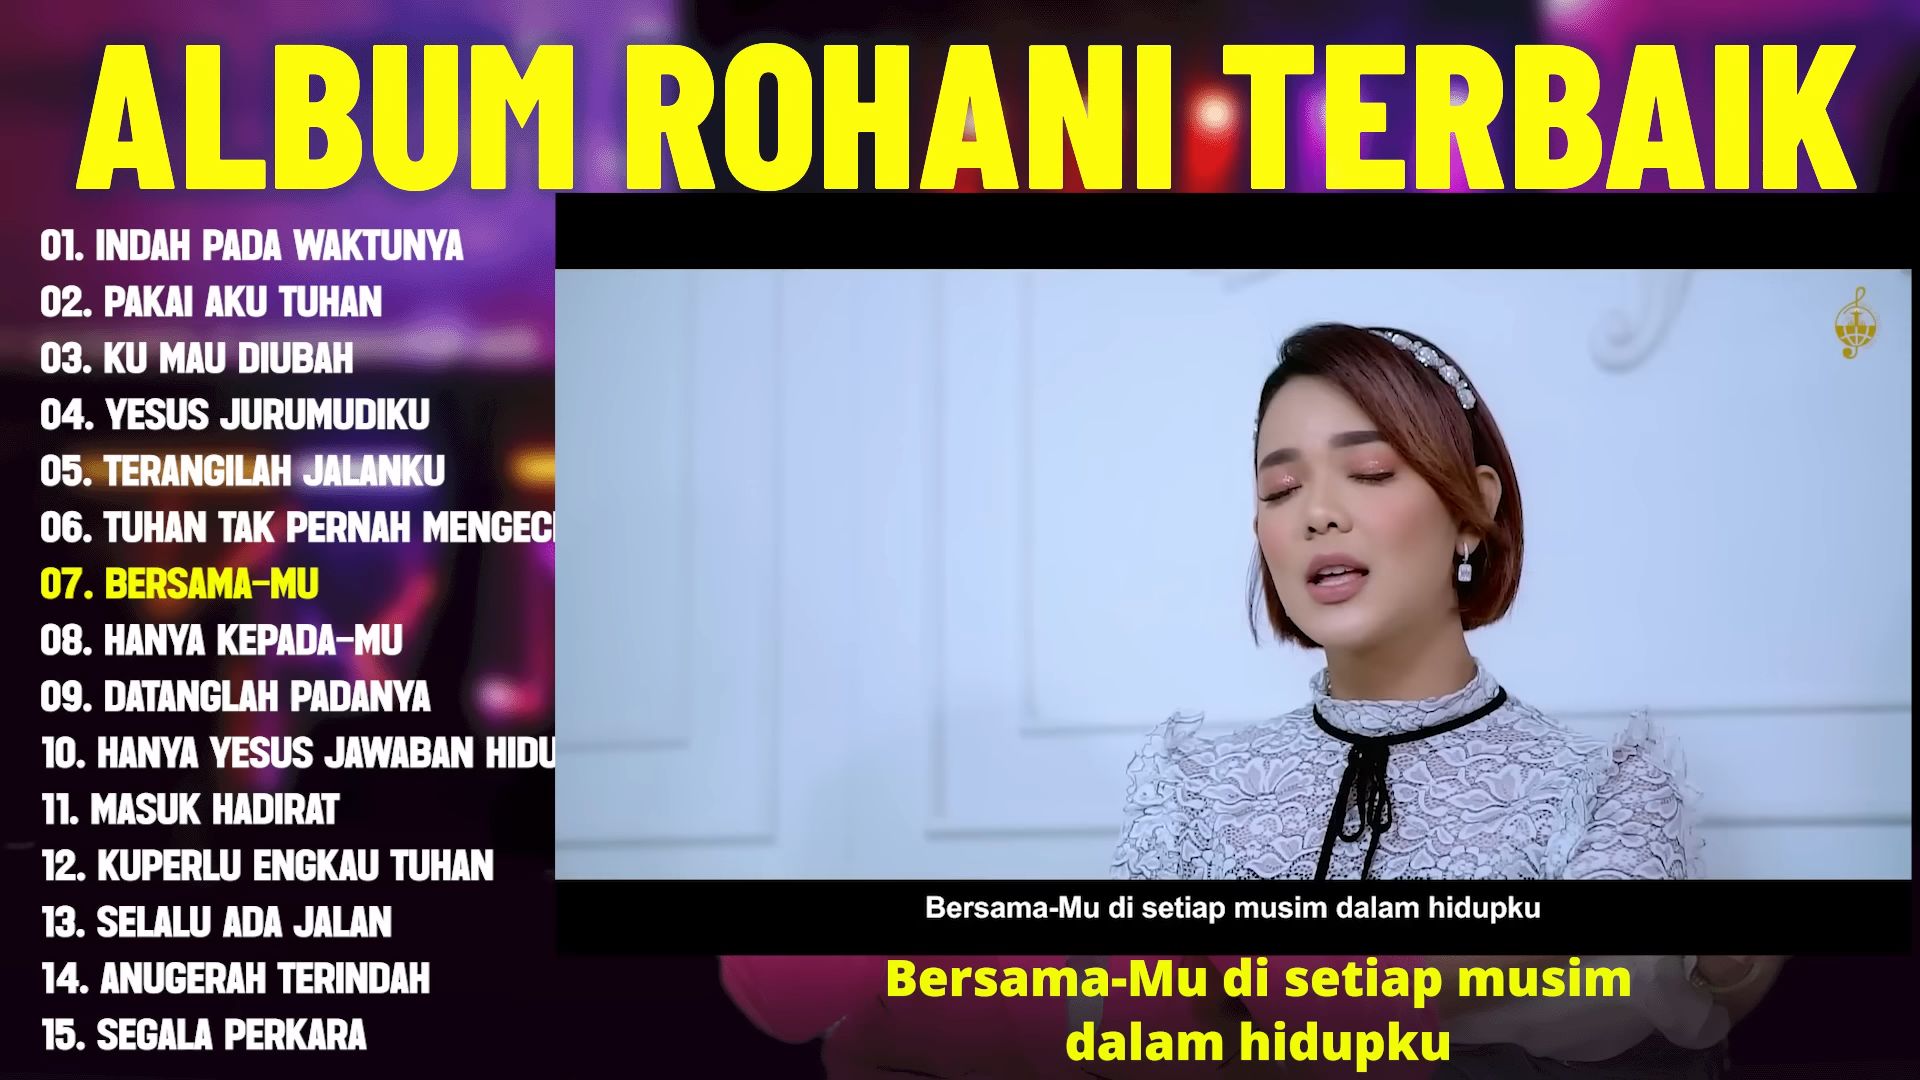 ALBUM ROHANI TERBAIK
01. INDAH PADA WAKTUNYA
02. PAKAI AKU TUHAN
03. KU MAU DIUBAH
04. YESUS JURUMUDIKU
05. TERANGILAH JALANKU
06. TUHAN TAK PERNAH
07. BERSAMA-MU
08. HANYA KEPADA-MU
09. DATANGLAH PADANYA
10. HANYA YESUS JAWABAN
11. MASUK HADIRAT
12. KUPERLU ENGKAU TUHAN
13. SELALU ADA JALAN
14. ANUGERAH TERINDAH
15. SEGALA PERKARA
Bersama-Mu di setiap musim dalam hidupku
Bersama-Mu di setiap musim
dalam hidupku